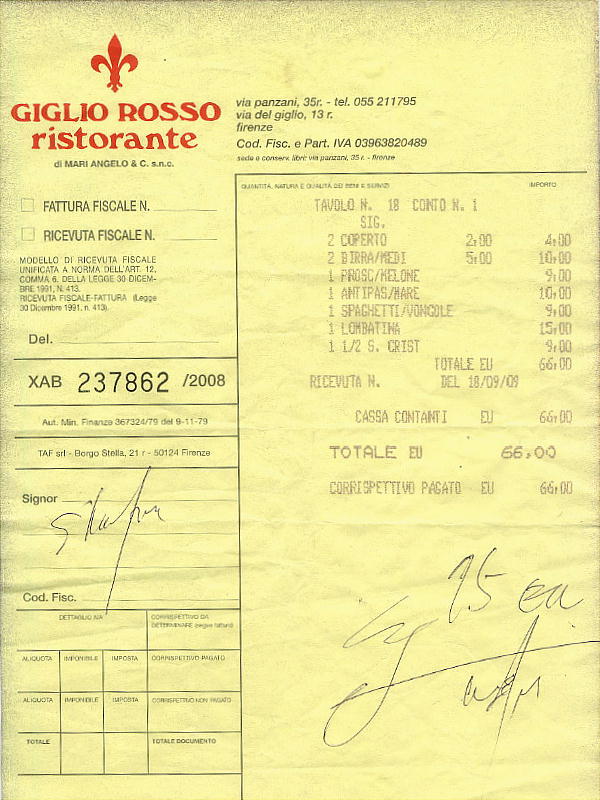 GIGLIO ROSSO
ristorante
di MARI ANGELO & C. s.n.c.
via panzani, 35r. - tel. 055 211795
via del giglio, 13 r.
firenze
Cod. Fisc. e Part. IVA 03963820489
sede e conserv. libri: via panzani, 35 r. - firenze
FATTURA FISCALE N.
RICEVUTA FISCALE N.
MODELLO DI RICEVUTA FISCALE
UNIFICATA A NORMA DELL'ART. 12,
COMMA 6, DELLA LEGGE 30 DICEM-
BRE 1991, N. 413.
RICEVUTA FISCALE-FATTURA (Legge
30 Dicembre 1991, n. 413).
Del.
XAB 237862 /2008
Aut. Min. Finanze 367324/79 del 9-11-79
TAF srl - Borgo Stella, 21 r - 50124 Firenze
Signor
Cod. Fisc.
DETTAGLIO IVA
CORRISPETTIVO DA
DETERMINARE (segue fattura)
ALIQUOTA IMPONIBILE IMPOSTA CORRISPETTIVO PAGATO
ALIQUOTA IMPONIBILE IMPOSTA CORRISPETTIVO NON PAGATO
TOTALE TOTALE DOCUMENTO
QUANTITÀ, NATURA E QUALITÀ DEI BENI E SERVIZI IMPORTO
TAVOLO N. 18 CONTO N. 1
SIG.
2 COPERTO 2,00 4,00
2 BIRRA/MEDI 5,00 10,00
1 PROSC/MELONE 9,00
1 ANTIPAS/MARE 10,00
1 SPAGHETTI/VONGOLE 9,00
1 LOMBATINA 15,00
1 1/2 S. CRIST 9,00
TOTALE EU 66,00
RICEVUTA N. DEL 18/09/09
CASSA CONTANTI EU 66,00
TOTALE EU 66,00
CORRISPETTIVO PAGATO EU 66,00